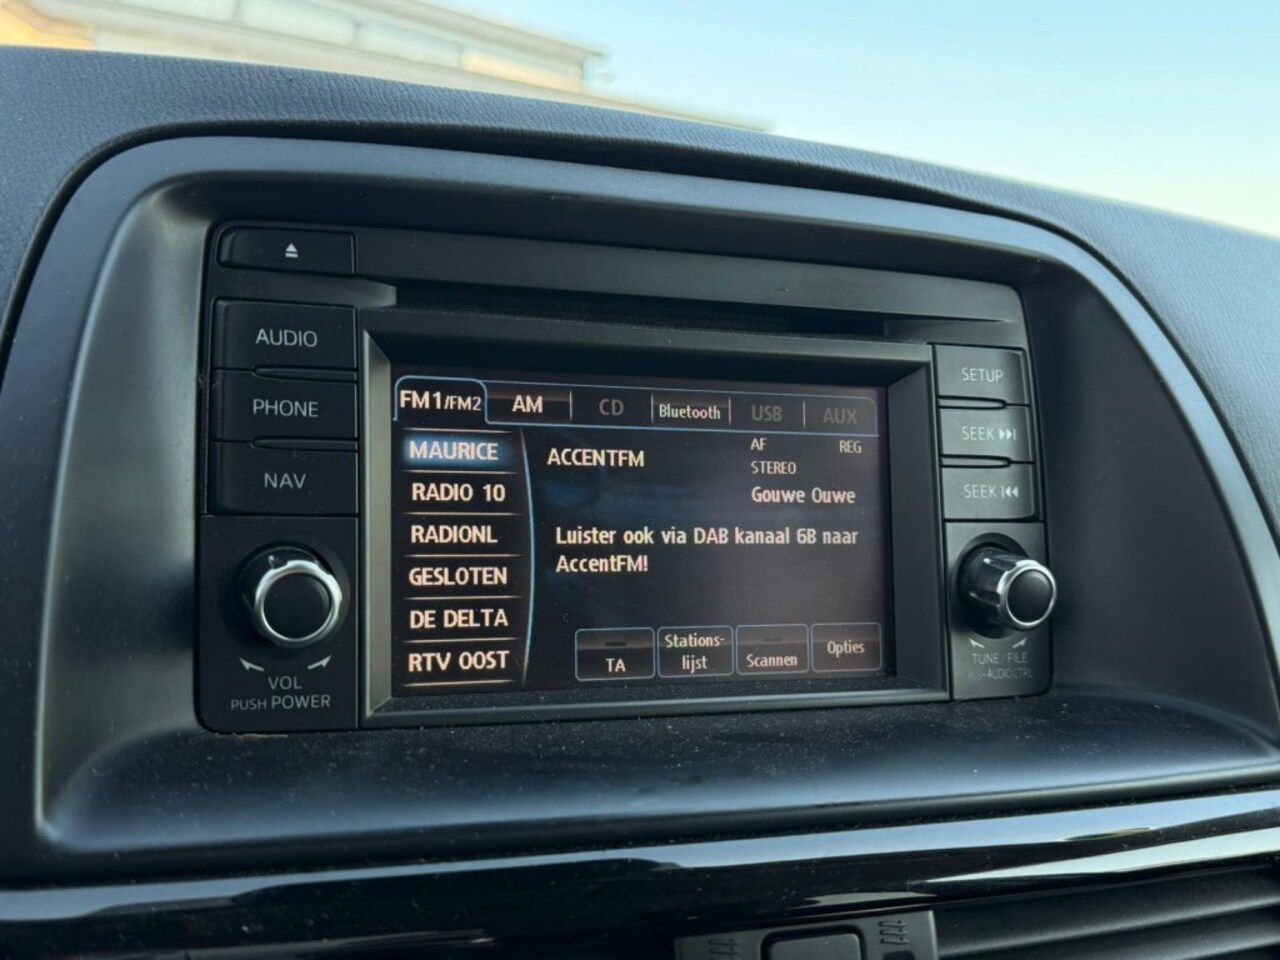 AUDIO
PHONE
NAV
VOL
PUSH POWER
FM1/FM2 AM CD Bluetooth USB AUX
MAURICE
RADIO 10
RADIONL
GESLOTEN
DE DELTA
RTV OOST
ACCENTFM
AF REG
STEREO
Gouwe Ouwe
Luister ook via DAB kanaal 6B naar
AccentFM!
TA
Stations-
lijst
Scannen
Opties
SETUP
SEEK
SEEK
TUNE/FILE
AUDIO CTRL